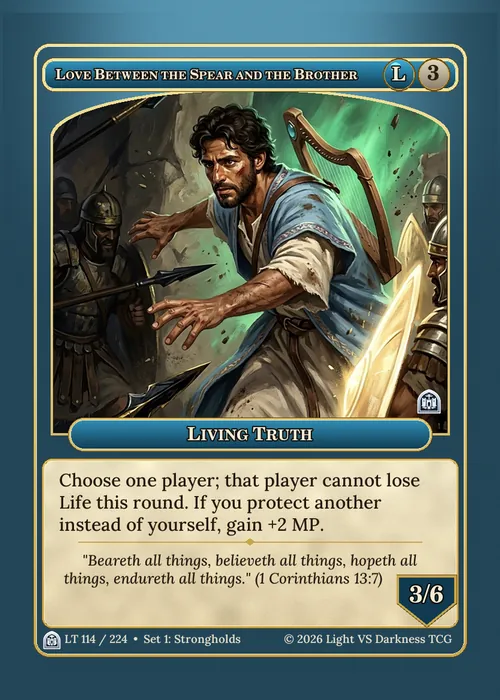 Love Between the Spear and the Brother L 3
Living Truth
Choose one player; that player cannot lose
Life this round. If you protect another
instead of yourself, gain +2 MP.
"Beareth all things, believeth all things, hopeth all
things, endureth all things." (1 Corinthians 13:7)
3/6
LT 114 / 224 • Set 1: Strongholds © 2026 Light VS Darkness TCG